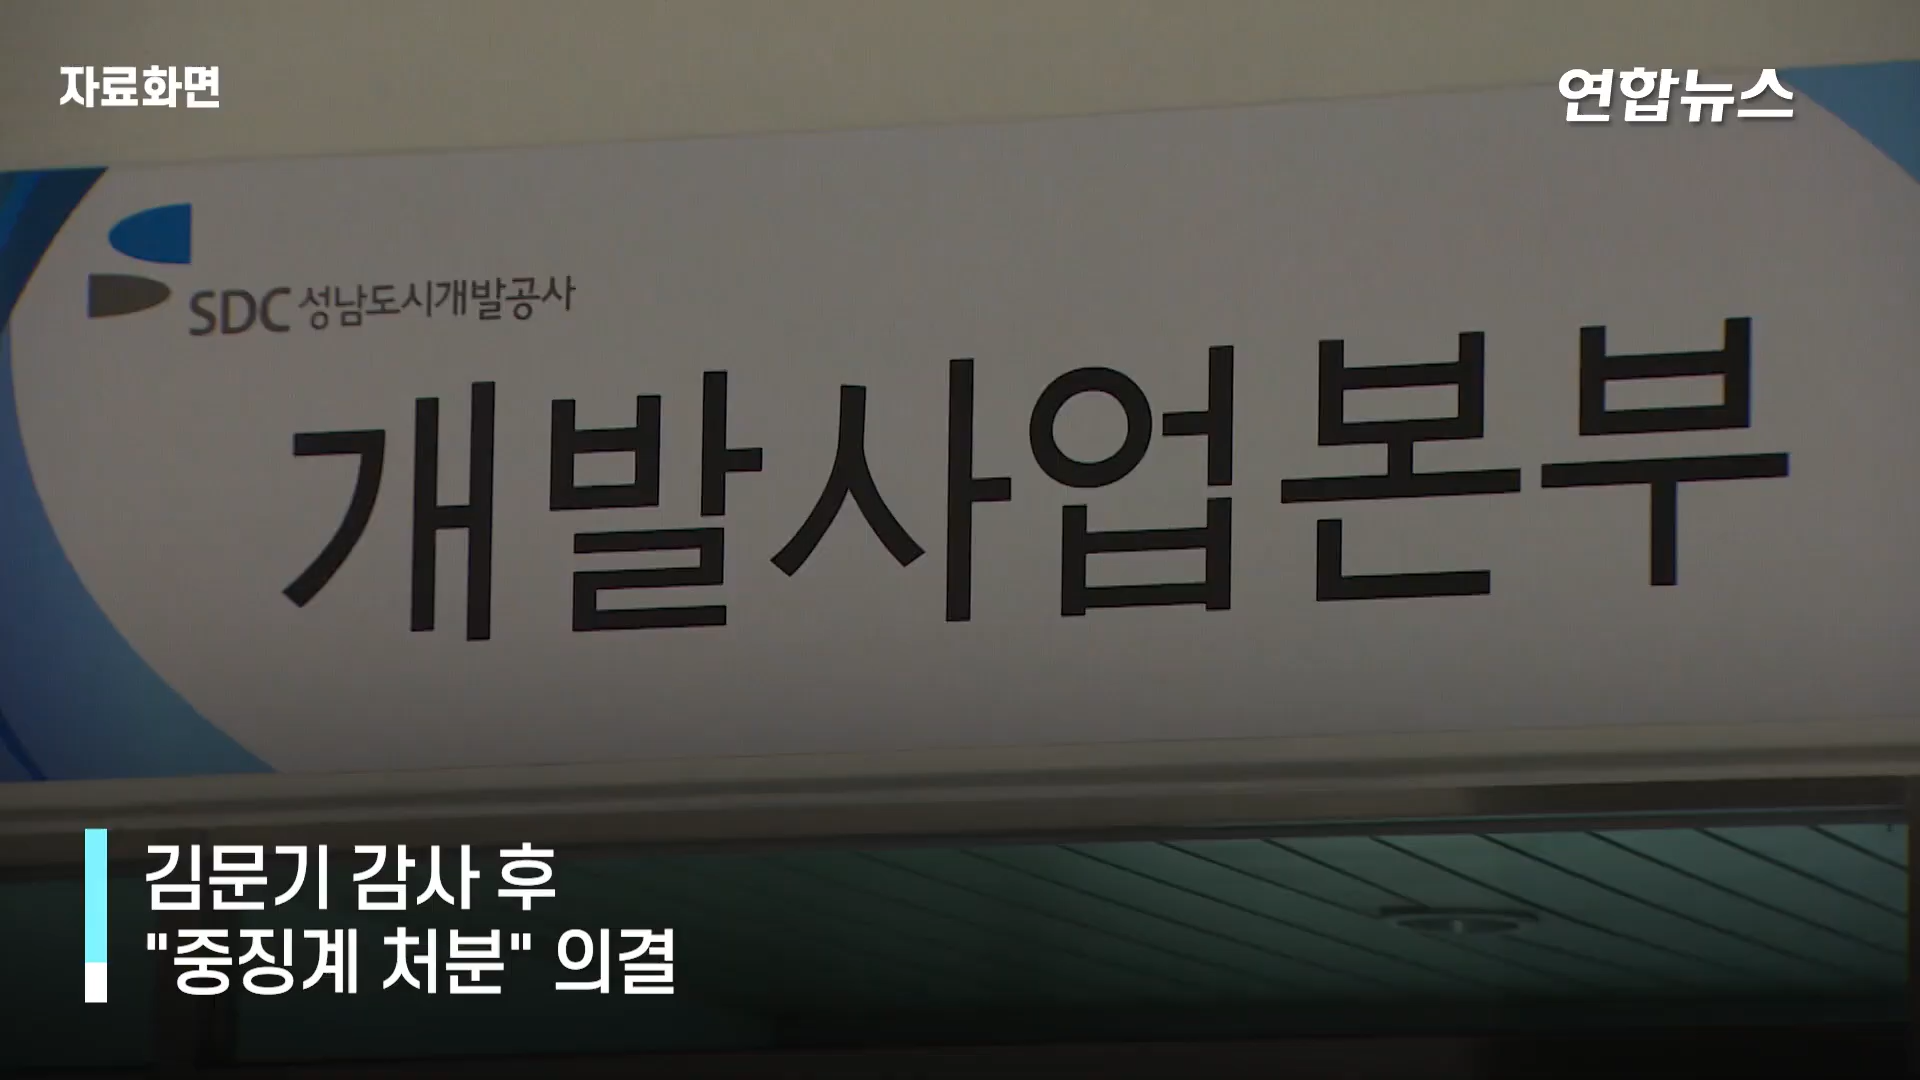 자료화면
연합뉴스
SDC 성남도시개발공사
개발사업본부
김문기 감사 후
"중징계 처분" 의결